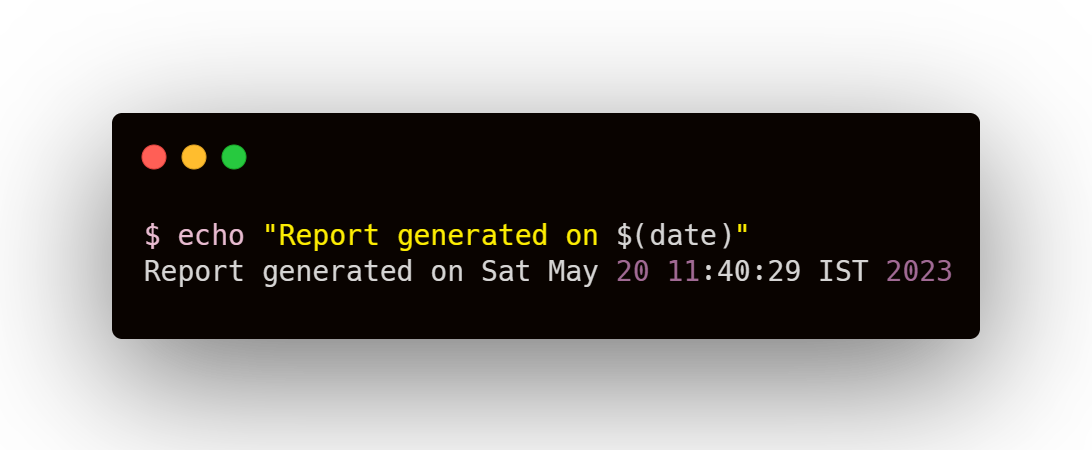 $ echo "Report generated on $(date)"
Report generated on Sat May 20 11:40:29 IST 2023